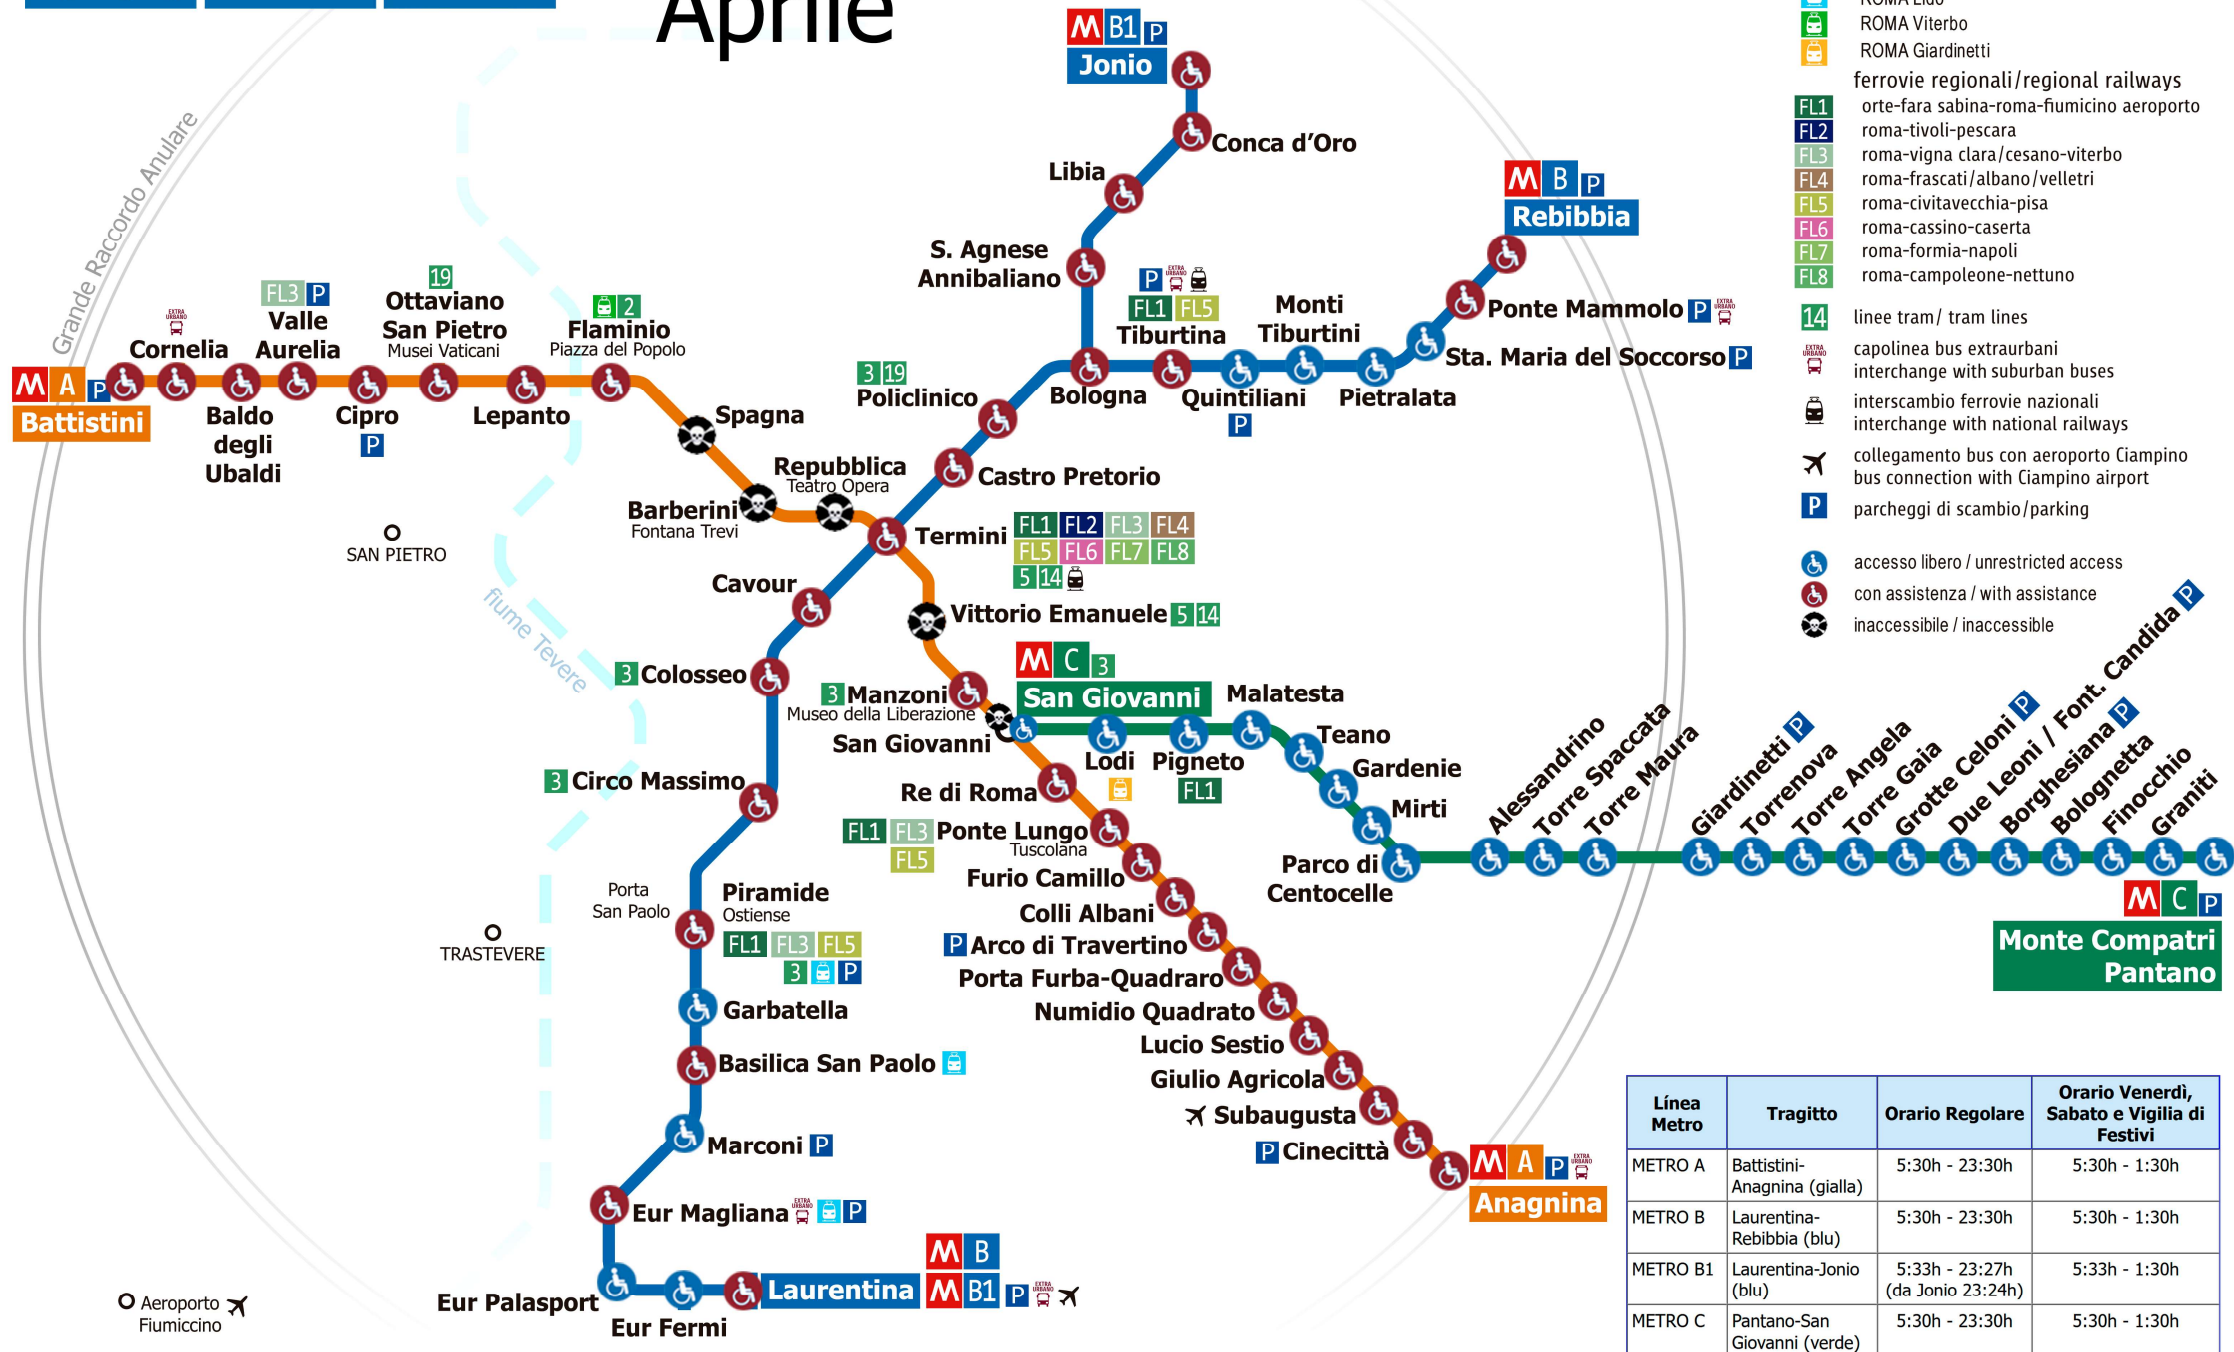 Aprile
M B1 P
Jonio
Conca d’Oro
Libia
S. Agnese
Annibaliano
M B P
Rebibbia
Ponte Mammolo P EXTRA URBANO
Sta. Maria del Soccorso P
Pietralata
Monti
Tiburtini
Quintiliani
P
P EXTRA URBANO
FL1 FL5
Tiburtina
Bologna
3 19
Policlinico
Castro Pretorio
Grande Raccordo Anulare
M A P
Battistini
EXTRA URBANO
Cornelia
Baldo
degli
Ubaldi
FL3 P
Valle
Aurelia
Cipro
P
19
Ottaviano
San Pietro
Musei Vaticani
Lepanto
2
Flaminio
Piazza del Popolo
Spagna
Barberini
Fontana Trevi
Repubblica
Teatro Opera
Termini
FL1 FL2 FL3 FL4
FL5 FL6 FL7 FL8
5 14
SAN PIETRO
fiume Tevere
Cavour
Vittorio Emanuele 5 14
3 Colosseo
3 Manzoni
Museo della Liberazione
San Giovanni
M C 3
San Giovanni
Lodi
Pigneto
FL1
Malatesta
Teano
Gardenie
Mirti
Parco di
Centocelle
Alessandrino
Torre Spaccata
Torre Maura
Giardinetti P
Torrenova
Torre Angela
Torre Gaia
Grotte Celoni P
Due Leoni / Font. Candida P
Borghesiana P
Bolognetta
Finocchio
Graniti
M C P
Monte Compatri
Pantano
3 Circo Massimo
Re di Roma
FL1 FL3 Ponte Lungo
FL5 Tuscolana
Furio Camillo
Colli Albani
P Arco di Travertino
Porta Furba-Quadraro
Numidio Quadrato
Lucio Sestio
Giulio Agricola
Subaugusta
P Cinecittà
M A P EXTRA URBANO
Anagnina
Porta
San Paolo
Piramide
Ostiense
FL1 FL3 FL5
3 P
TRASTEVERE
Garbatella
Basilica San Paolo
Marconi P
Eur Magliana EXTRA URBANO P
Eur Palasport
Eur Fermi
Laurentina
M B
M B1 P EXTRA URBANO
Aeroporto
Fiumiccino
ROMA Lido
ROMA Viterbo
ROMA Giardinetti
ferrovie regionali/regional railways
FL1 orte-fara sabina-roma-fiumicino aeroporto
FL2 roma-tivoli-pescara
FL3 roma-vigna clara/cesano-viterbo
FL4 roma-frascati/albano/velletri
FL5 roma-civitavecchia-pisa
FL6 roma-cassino-caserta
FL7 roma-formia-napoli
FL8 roma-campoleone-nettuno
14 linee tram/ tram lines
EXTRA URBANO capolinea bus extraurbani
interchange with suburban buses
interscambio ferrovie nazionali
interchange with national railways
collegamento bus con aeroporto Ciampino
bus connection with Ciampino airport
P parcheggi di scambio/parking
accesso libero / unrestricted access
con assistenza / with assistance
inaccessibile / inaccessible
Línea
Metro
Tragitto
Orario Regolare
Orario Venerdì,
Sabato e Vigilia di
Festivi
METRO A
Battistini-
Anagnina (gialla)
5:30h - 23:30h
5:30h - 1:30h
METRO B
Laurentina-
Rebibbia (blu)
5:30h - 23:30h
5:30h - 1:30h
METRO B1
Laurentina-Jonio
(blu)
5:33h - 23:27h
(da Jonio 23:24h)
5:33h - 1:30h
METRO C
Pantano-San
Giovanni (verde)
5:30h - 23:30h
5:30h - 1:30h